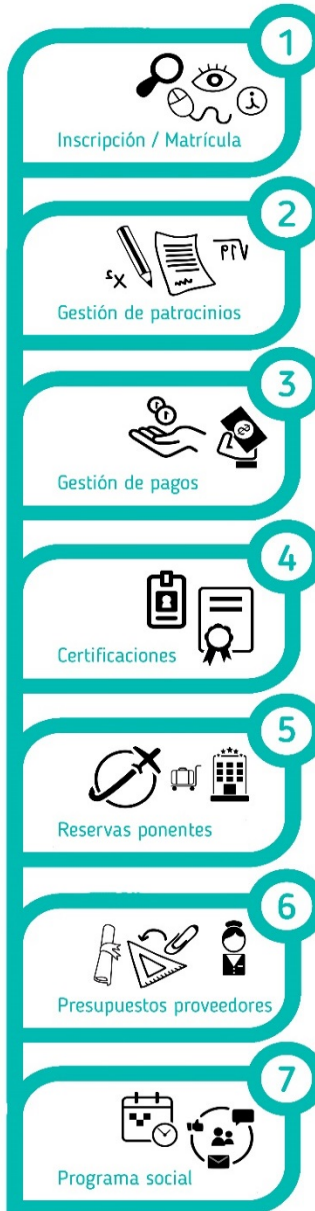 1
Inscripción / Matrícula
2
Gestión de patrocinios
3
Gestión de pagos
4
Certificaciones
5
Reservas ponentes
6
Presupuestos proveedores
7
Programa social